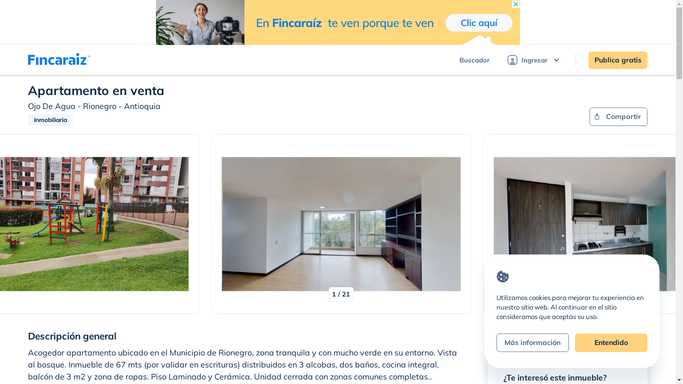 En Fincaraíz te ven porque te ven
Clic aquí
Fincaraiz
Buscador
Ingresar
Publica gratis
Apartamento en venta
Ojo De Agua - Rionegro - Antioquia
Inmobiliaria
Compartir
1 / 21
Descripción general
Acogedor apartamento ubicado en el Municipio de Rionegro, zona tranquila y con mucho verde en su entorno. Vista
al bosque. Inmueble de 67 mts (por validar en escrituras) distribuidos en 3 alcobas, dos baños, cocina integral,
balcón de 3 m2 y zona de ropas. Piso Laminado y Cerámica. Unidad cerrada con zonas comunes completas..
Utilizamos cookies para mejorar tu experiencia en
nuestro sitio web. Al continuar en el sitio
consideramos que aceptas su uso.
Más información
Entendido
¿Te interesó este inmueble?